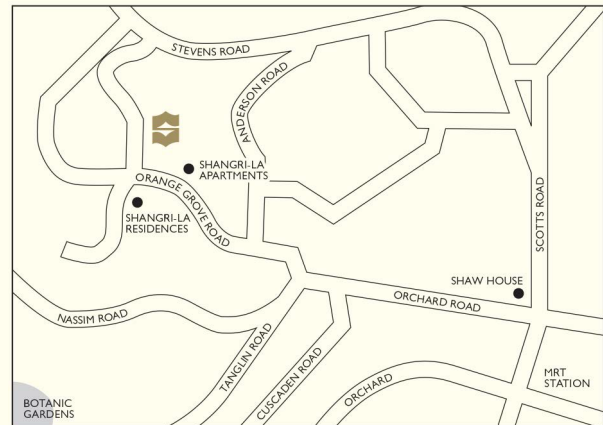 STEVENS ROAD
ANDERSON ROAD
SHANGRI-LA
APARTMENTS
ORANGE GROVE ROAD
SHANGRI-LA
RESIDENCES
SCOTTS ROAD
SHAW HOUSE
ORCHARD ROAD
NASSIM ROAD
TANGLIN ROAD
CUSCADEN ROAD
ORCHARD
MRT
STATION
BOTANIC
GARDENS